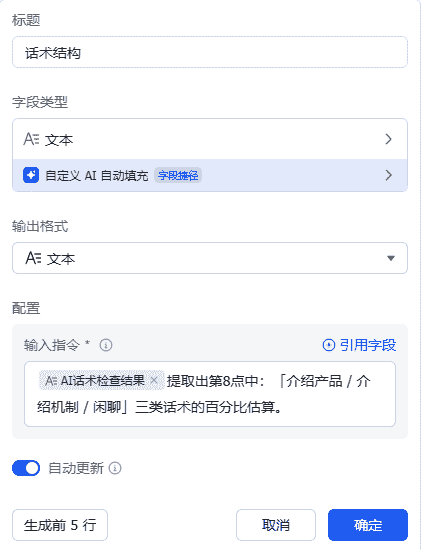 标题
话术结构
字段类型
文本
自定义 AI 自动填充 字段捷径
输出格式
文本
配置
输入指令 * 引用字段
AI话术检查结果 × 提取出第8点中：「介绍产品 / 介
绍机制 / 闲聊」三类话术的百分比估算。
自动更新
生成前 5 行 取消 确定